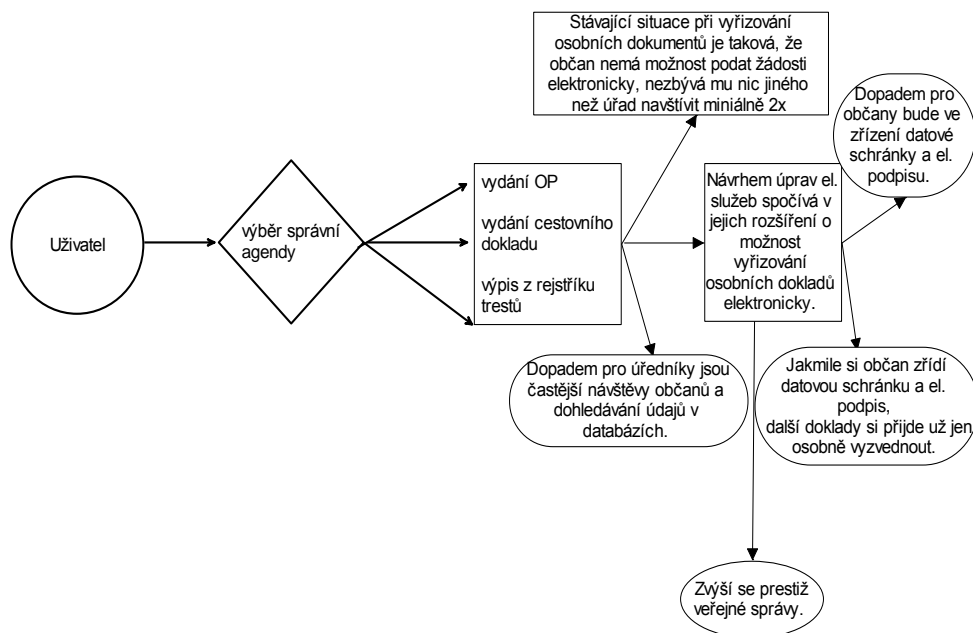 Uživatel
výběr správní
agendy
vydání OP
vydání cestovního
dokladu
výpis z rejstříku
trestů
Stávající situace při vyřizování
osobních dokumentů je taková, že
občan nemá možnost podat žádosti
elektronicky, nezbývá mu nic jiného
než úřad navštívit miniálně 2x
Dopadem pro úředníky jsou
častější návštěvy občanů a
dohledávání údajů v
databázích.
Návrhem úprav el.
služeb spočívá v
jejich rozšíření o
možnost
vyřizování
osobních dokladů
elektronicky.
Dopadem pro
občany bude ve
zřízení datové
schránky a el.
podpisu.
Jakmile si občan zřídí
datovou schránku a el.
podpis,
další doklady si přijde už jen
osobně vyzvednout.
Zvýší se prestiž
veřejné správy.